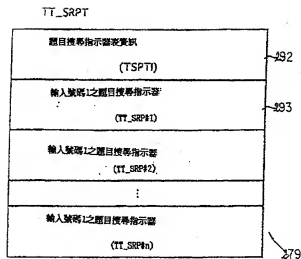 TT_SRPT
題目搜尋指示器表資訊
(TSPTI)
292
輸入號碼1之題目搜尋指示器
(TT_SRP#1)
293
輸入號碼1之題目搜尋指示器
(TT_SRP#2)
⋮
輸入號碼1之題目搜尋指示器
(TT_SRP#n)
279